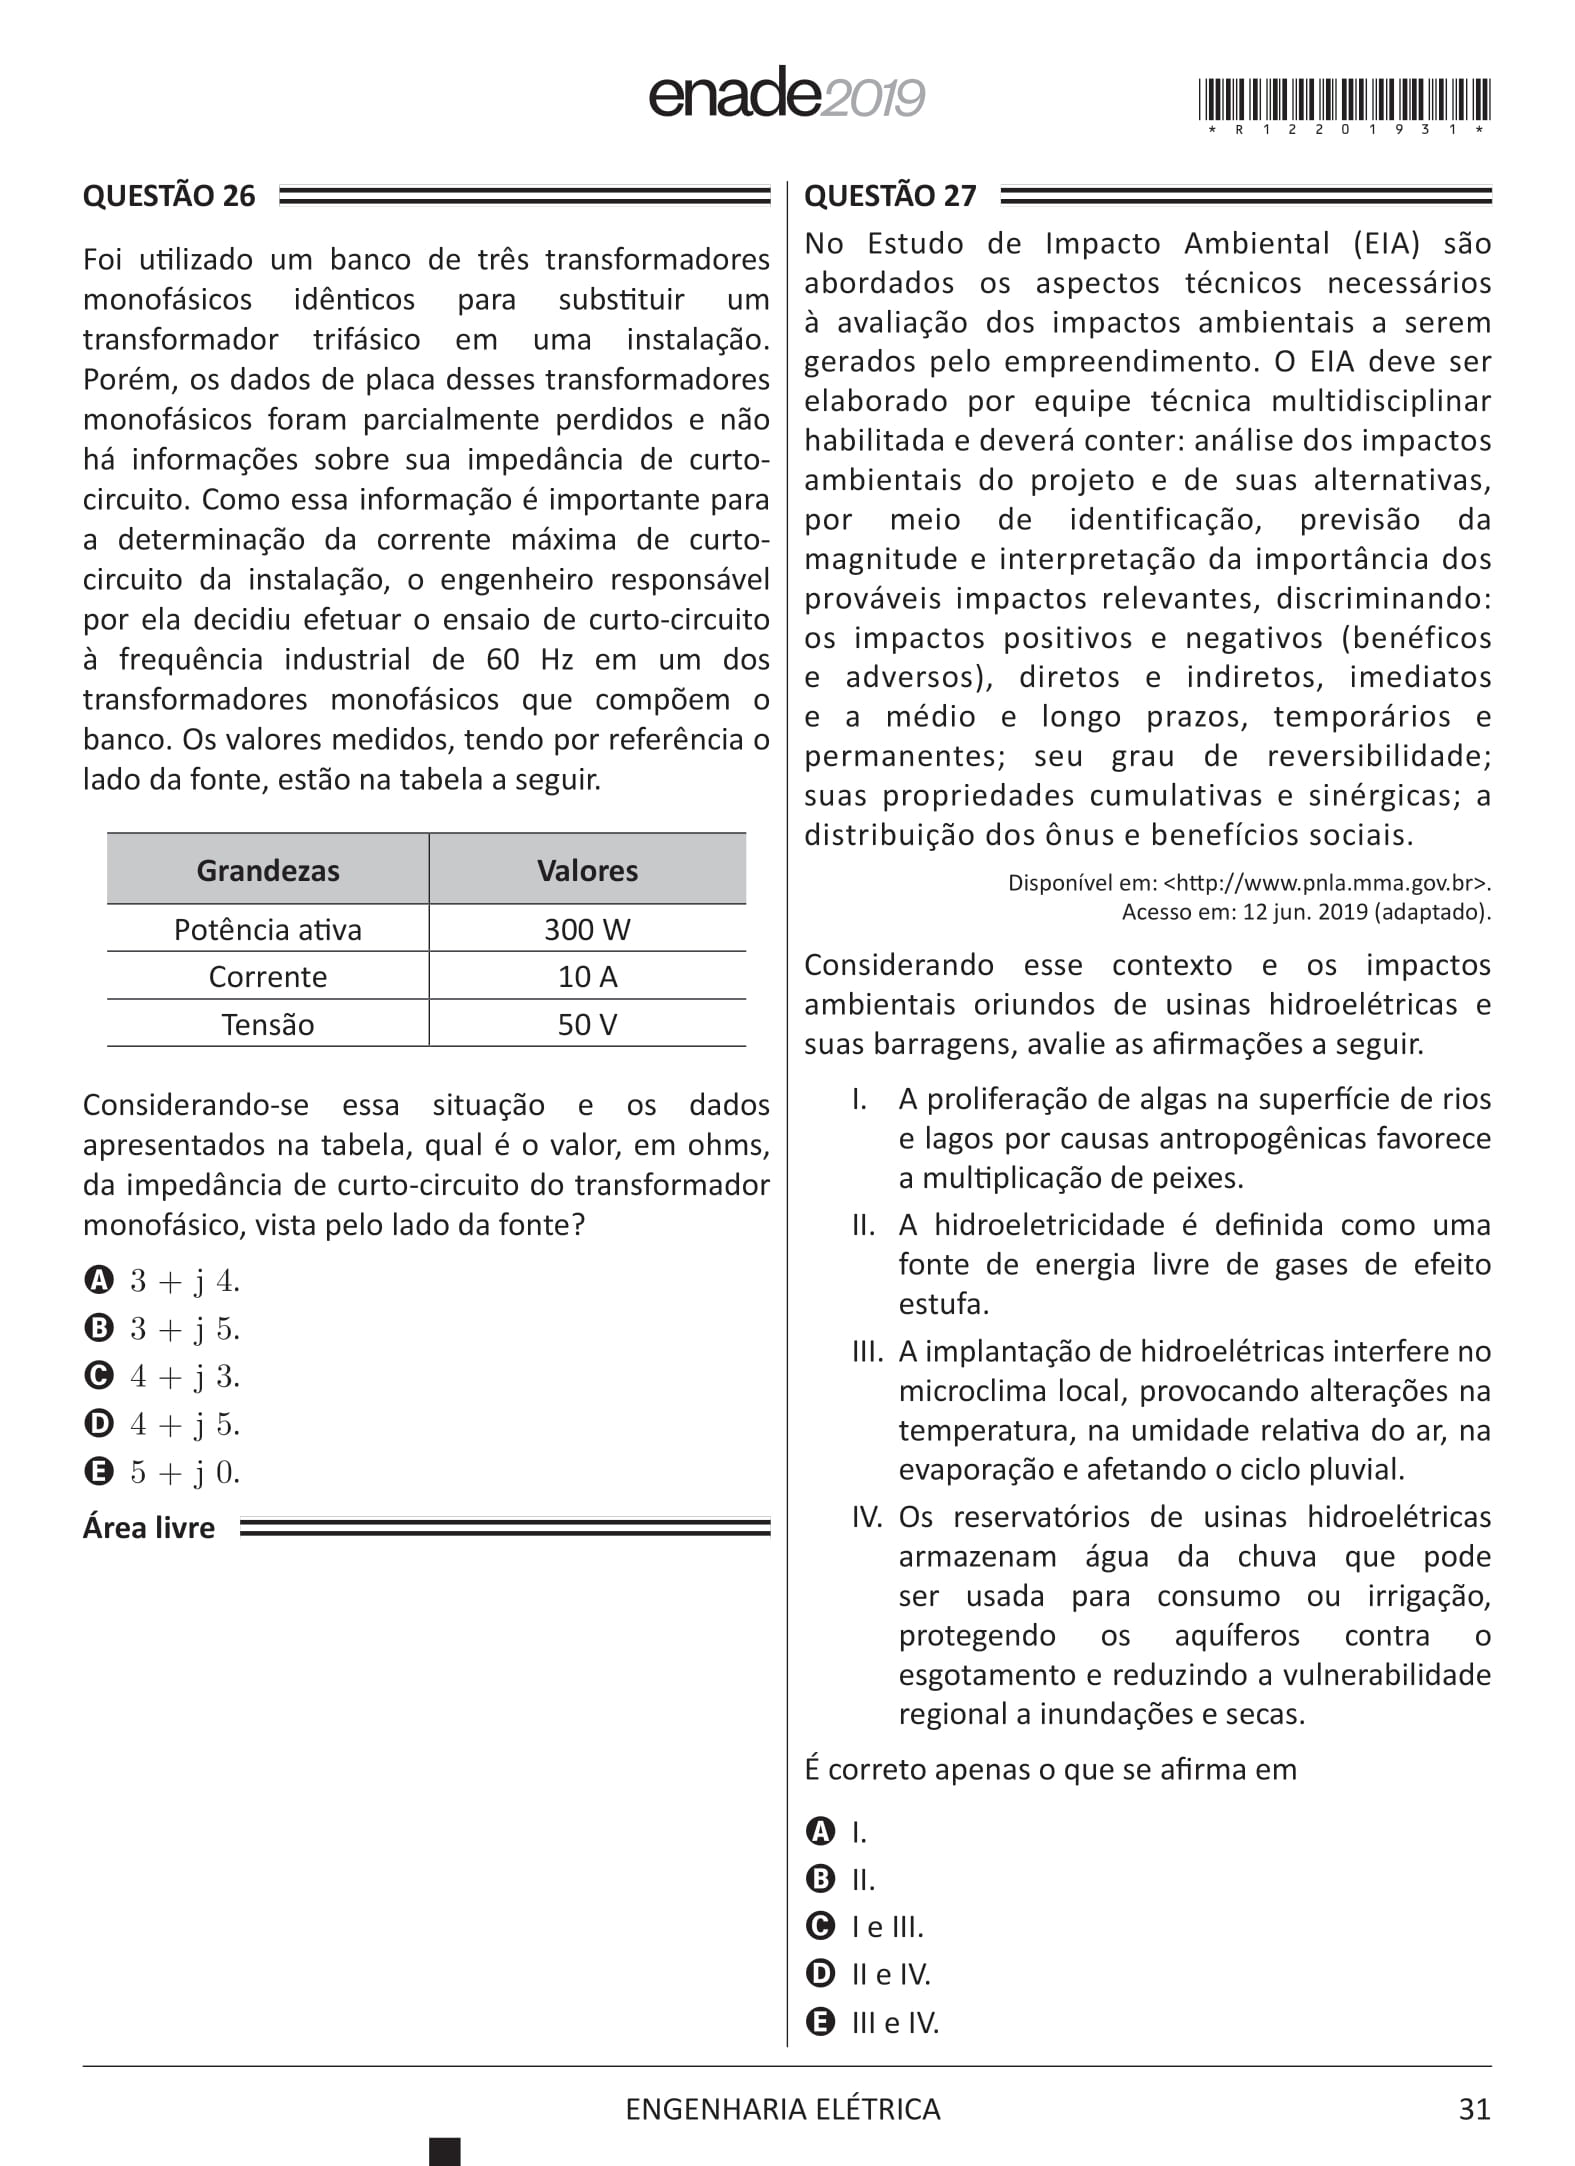 enade2019
*R12201931*
QUESTÃO 26
Foi utilizado um banco de três transformadores
monofásicos idênticos para substituir um
transformador trifásico em uma instalação.
Porém, os dados de placa desses transformadores
monofásicos foram parcialmente perdidos e não
há informações sobre sua impedância de curto-
circuito. Como essa informação é importante para
a determinação da corrente máxima de curto-
circuito da instalação, o engenheiro responsável
por ela decidiu efetuar o ensaio de curto-circuito
à frequência industrial de 60 Hz em um dos
transformadores monofásicos que compõem o
banco. Os valores medidos, tendo por referência o
lado da fonte, estão na tabela a seguir.
Grandezas Valores
Potência ativa 300 W
Corrente 10 A
Tensão 50 V
Considerando-se essa situação e os dados
apresentados na tabela, qual é o valor, em ohms,
da impedância de curto-circuito do transformador
monofásico, vista pelo lado da fonte?
A 3 + j 4.
B 3 + j 5.
C 4 + j 3.
D 4 + j 5.
E 5 + j 0.
Área livre
QUESTÃO 27
No Estudo de Impacto Ambiental (EIA) são
abordados os aspectos técnicos necessários
à avaliação dos impactos ambientais a serem
gerados pelo empreendimento. O EIA deve ser
elaborado por equipe técnica multidisciplinar
habilitada e deverá conter: análise dos impactos
ambientais do projeto e de suas alternativas,
por meio de identificação, previsão da
magnitude e interpretação da importância dos
prováveis impactos relevantes, discriminando:
os impactos positivos e negativos (benéficos
e adversos), diretos e indiretos, imediatos
e a médio e longo prazos, temporários e
permanentes; seu grau de reversibilidade;
suas propriedades cumulativas e sinérgicas; a
distribuição dos ônus e benefícios sociais.
Disponível em: <http://www.pnla.mma.gov.br>.
Acesso em: 12 jun. 2019 (adaptado).
Considerando esse contexto e os impactos
ambientais oriundos de usinas hidroelétricas e
suas barragens, avalie as afirmações a seguir.
I. A proliferação de algas na superfície de rios
e lagos por causas antropogênicas favorece
a multiplicação de peixes.
II. A hidroeletricidade é definida como uma
fonte de energia livre de gases de efeito
estufa.
III. A implantação de hidroelétricas interfere no
microclima local, provocando alterações na
temperatura, na umidade relativa do ar, na
evaporação e afetando o ciclo pluvial.
IV. Os reservatórios de usinas hidroelétricas
armazenam água da chuva que pode
ser usada para consumo ou irrigação,
protegendo os aquíferos contra o
esgotamento e reduzindo a vulnerabilidade
regional a inundações e secas.
É correto apenas o que se afirma em
A I.
B II.
C I e III.
D II e IV.
E III e IV.
ENGENHARIA ELÉTRICA
31